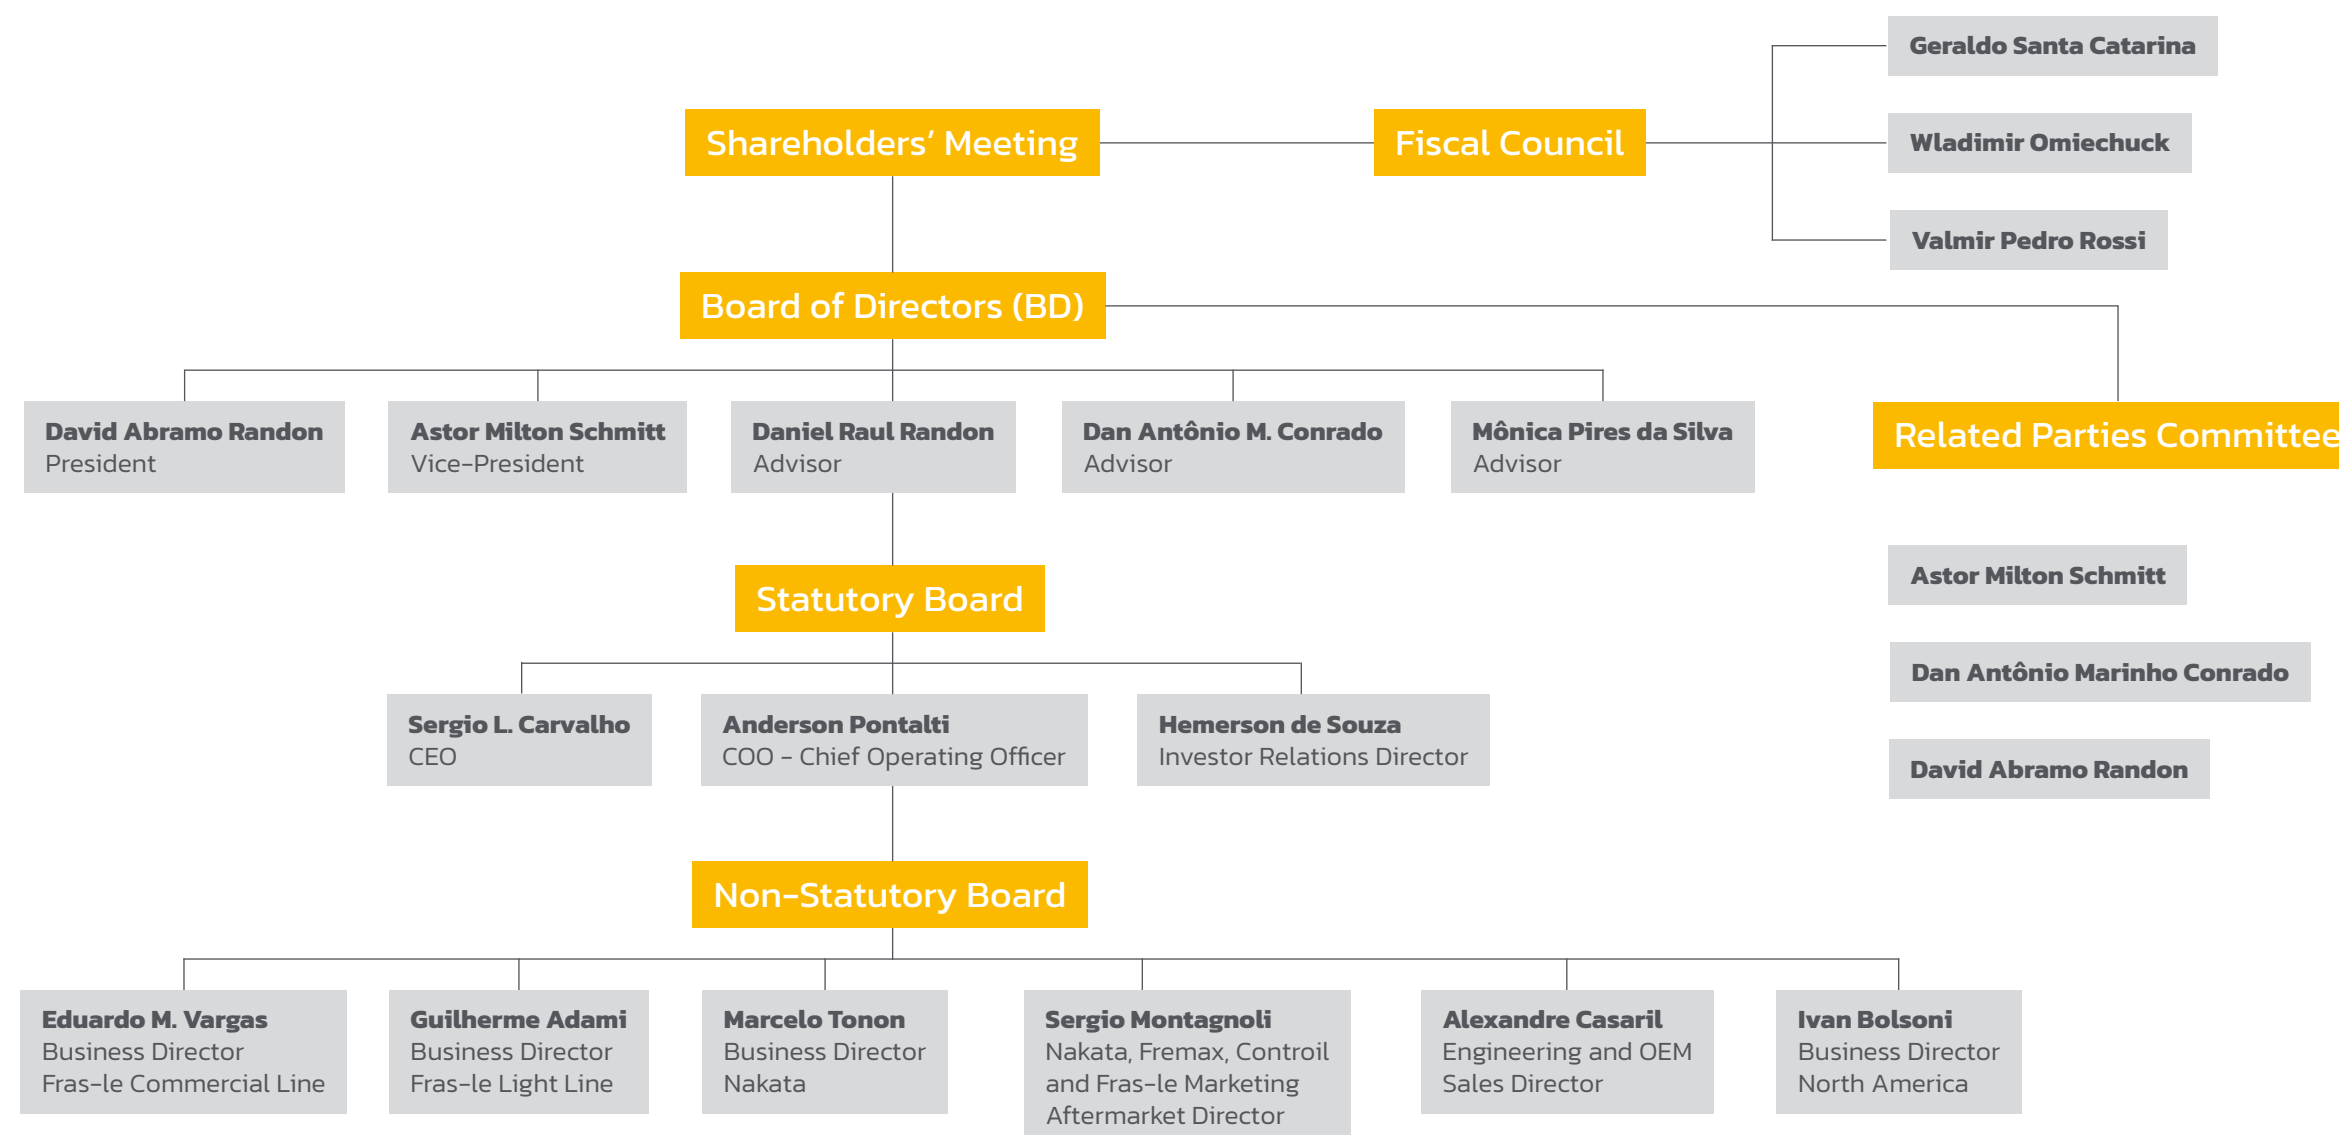 Geraldo Santa Catarina
Shareholders’ Meeting
Fiscal Council
Wladimir Omiechuck
Valmir Pedro Rossi
Board of Directors (BD)
David Abramo Randon
President
Astor Milton Schmitt
Vice-President
Daniel Raul Randon
Advisor
Dan Antônio M. Conrado
Advisor
Mônica Pires da Silva
Advisor
Related Parties Committee
Astor Milton Schmitt
Dan Antônio Marinho Conrado
David Abramo Randon
Statutory Board
Sergio L. Carvalho
CEO
Anderson Pontalti
COO - Chief Operating Officer
Hemerson de Souza
Investor Relations Director
Non-Statutory Board
Eduardo M. Vargas
Business Director
Fras-le Commercial Line
Guilherme Adami
Business Director
Fras-le Light Line
Marcelo Tonon
Business Director
Nakata
Sergio Montagnoli
Nakata, Fremax, Controil
and Fras-le Marketing
Aftermarket Director
Alexandre Casaril
Engineering and OEM
Sales Director
Ivan Bolsoni
Business Director
North America